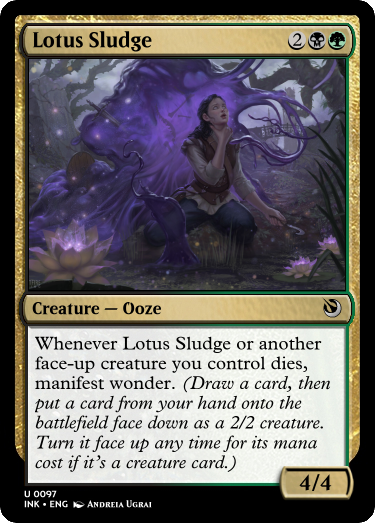 Lotus Sludge
2
Creature — Ooze
Whenever Lotus Sludge or another
face-up creature you control dies,
manifest wonder. (Draw a card, then
put a card from your hand onto the
battlefield face down as a 2/2 creature.
Turn it face up any time for its mana
cost if it's a creature card.)
4/4
U 0097
INK • ENG Andreia Ugrai